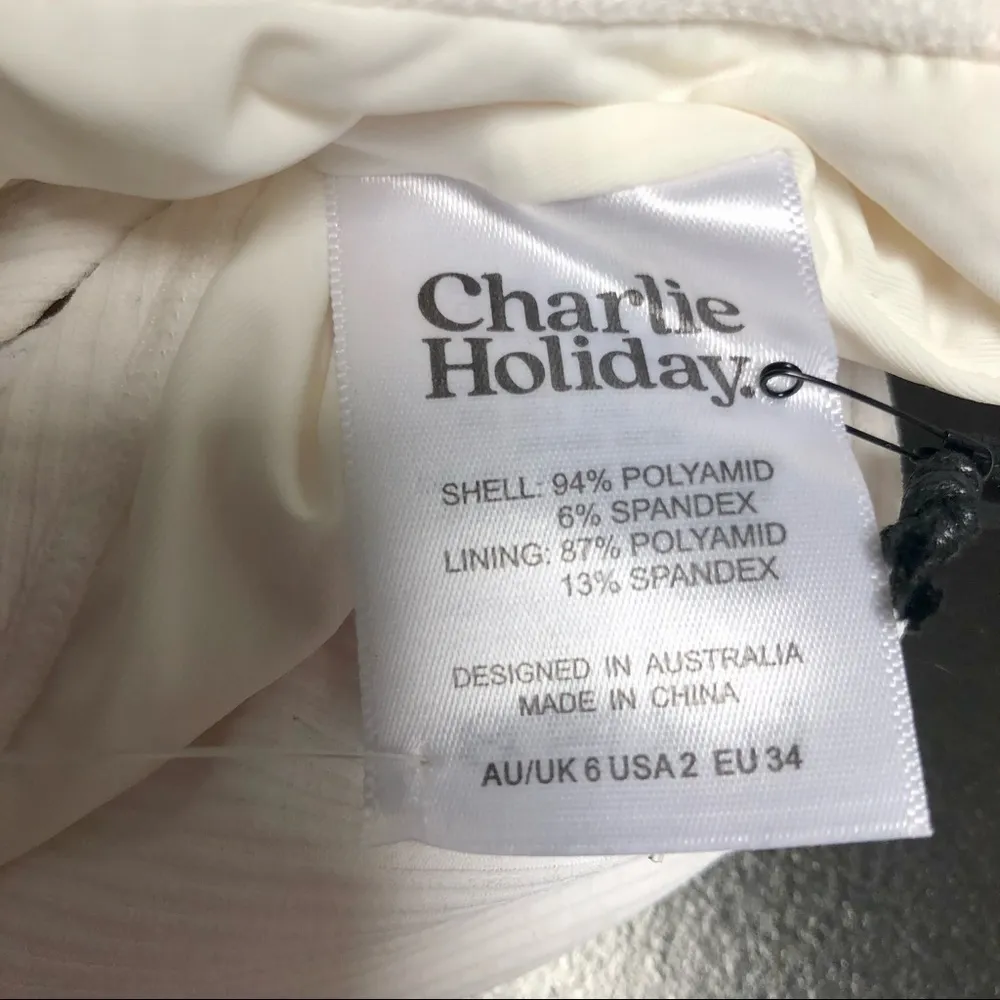 Charlie
Holiday.
SHELL: 94% POLYAMID
6% SPANDEX
LINING: 87% POLYAMID
13% SPANDEX
DESIGNED IN AUSTRALIA
MADE IN CHINA
AU/UK 6 USA 2 EU 34